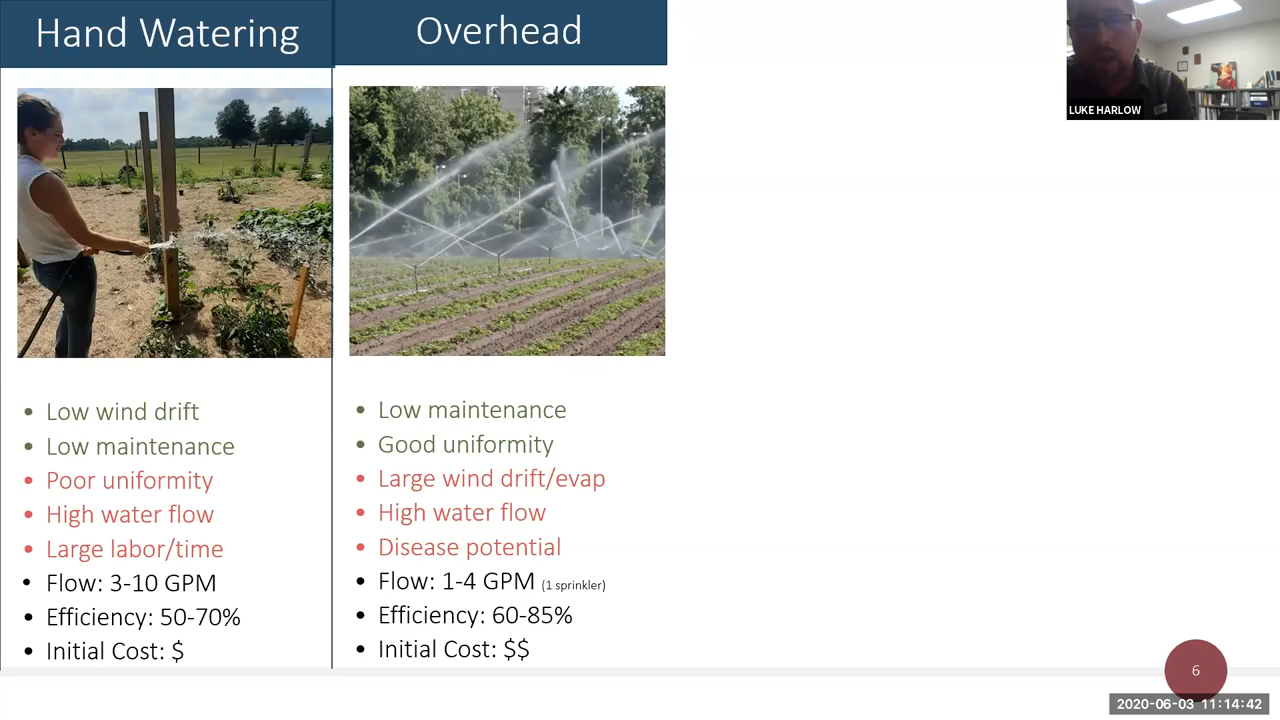 Hand Watering
Overhead
LUKE HARLOW
• Low wind drift
• Low maintenance
• Poor uniformity
• High water flow
• Large labor/time
• Flow: 3-10 GPM
• Efficiency: 50-70%
• Initial Cost: $
• Low maintenance
• Good uniformity
• Large wind drift/evap
• High water flow
• Disease potential
• Flow: 1-4 GPM (1 sprinkler)
• Efficiency: 60-85%
• Initial Cost: $$
6
2020-06-03 11:14:42